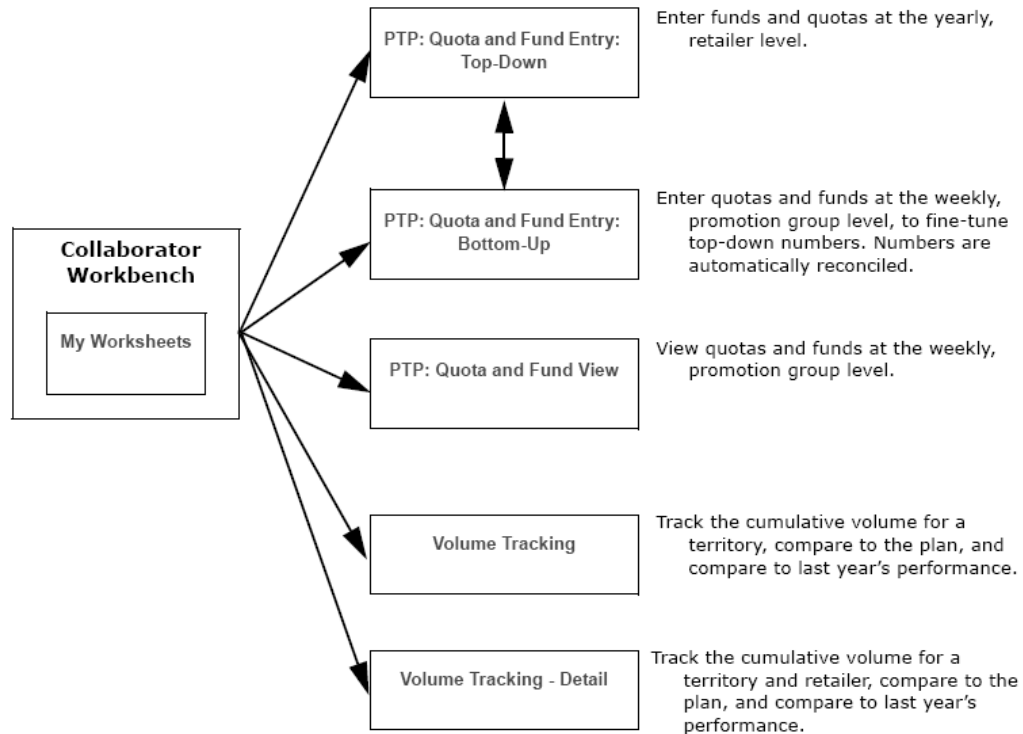 PTP: Quota and Fund Entry:
Top-Down
Enter funds and quotas at the yearly,
retailer level.
PTP: Quota and Fund Entry:
Bottom-Up
Enter quotas and funds at the weekly,
promotion group level, to fine-tune
top-down numbers. Numbers are
automatically reconciled.
Collaborator
Workbench
My Worksheets
PTP: Quota and Fund View
View quotas and funds at the weekly,
promotion group level.
Volume Tracking
Track the cumulative volume for a
territory, compare to the plan, and
compare to last year's performance.
Volume Tracking - Detail
Track the cumulative volume for a
territory and retailer, compare to the
plan, and compare to last year's
performance.